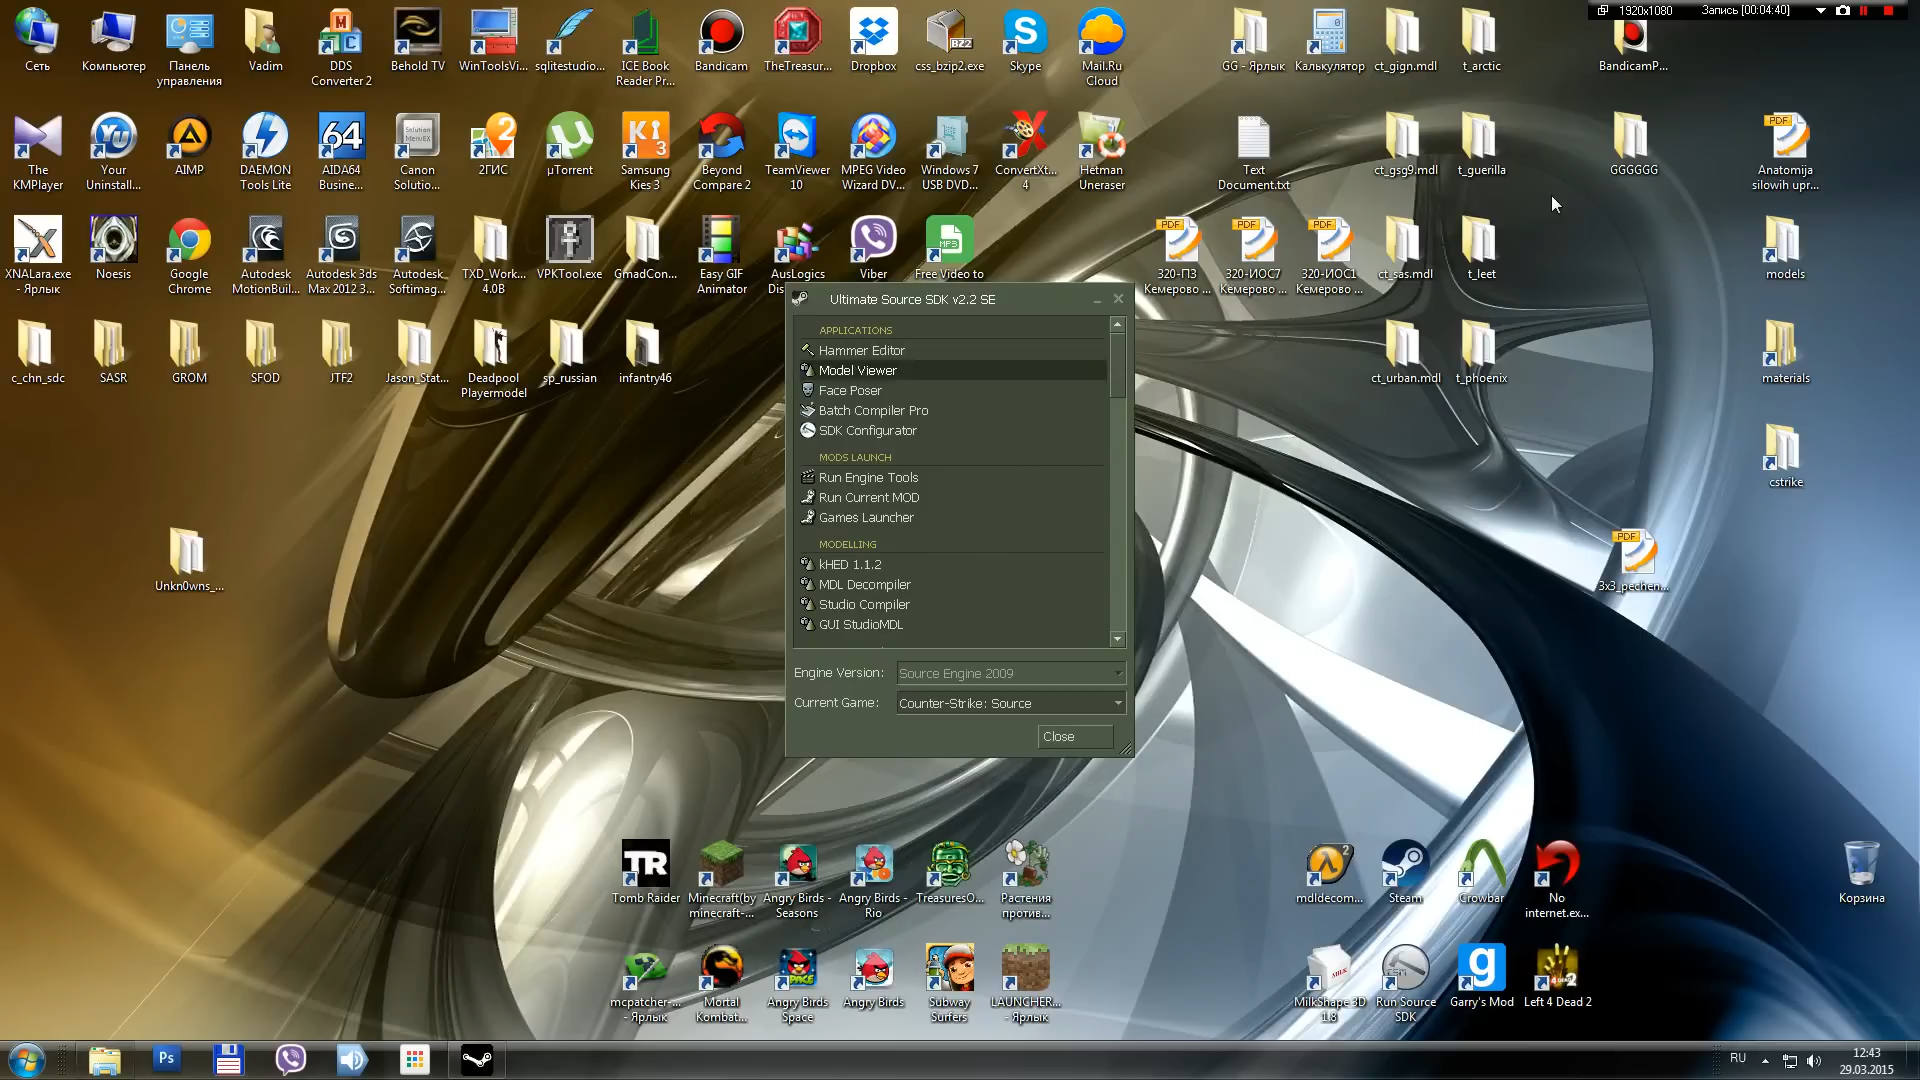 1920x1080
Запись [00:04:40]
Сеть
Компьютер
Панель
управления
Vadim
DDS
Converter 2
Behold TV
WinToolsVi...
sqlitestudio...
ICE Book
Reader Pr...
Bandicam
TheTreasur...
Dropbox
BZ2
css_bzip2.exe
Skype
Mail.Ru
Cloud
GG - Ярлык
Калькулятор
ct_gign.mdl
t_arctic
BandicamP...
The
KMPlayer
Your
Uninstall...
AIMP
DAEMON
Tools Lite
64
AIDA64
Busine...
Solution
MenuEX
Canon
Solutio...
2ГИС
µTorrent
Samsung
Kies 3
Beyond
Compare 2
TeamViewer
10
MPEG Video
Wizard DV...
Windows 7
USB DVD...
ConvertXt...
4
Hetman
Uneraser
Text
Document.txt
ct_gsg9.mdl
t_guerilla
GGGGGG
PDF
Anatomija
silowih upr...
XNALara.exe
- Ярлык
Noesis
Google
Chrome
Autodesk
MotionBuil...
Autodesk 3ds
Max 2012 3...
Autodesk
Softimag...
TXD_Work...
4.0B
VPKTool.exe
GmadCon...
Easy GIF
Animator
AusLogics
Dis...
Viber
MP3
Free Video to
PDF
320-ПЗ
Кемерово ...
PDF
320-ИОС7
Кемерово ...
PDF
320-ИОС1
Кемерово ...
ct_sas.mdl
t_leet
models
c_chn_sdc
SASR
GROM
SFOD
JTF2
Jason_Stat...
Deadpool
Playermodel
sp_russian
infantry46
ct_urban.mdl
t_phoenix
materials
cstrike
Unkn0wns_...
PDF
3x3_pechen...
Ultimate Source SDK v2.2 SE
APPLICATIONS
Hammer Editor
Model Viewer
Face Poser
Batch Compiler Pro
SDK Configurator
MODS LAUNCH
Run Engine Tools
Run Current MOD
Games Launcher
MODELLING
kHED 1.1.2
MDL Decompiler
Studio Compiler
GUI StudioMDL
Engine Version: Source Engine 2009
Current Game: Counter-Strike: Source
Close
Tomb Raider
Minecraft(by
minecraft-...
Angry Birds -
Seasons
Angry Birds -
Rio
TreasuresO...
Растения
против...
mdldecom...
Steam
Crowbar
No
internet.ex...
Корзина
mcpatcher-...
- Ярлык
Mortal
Kombat...
Angry Birds
Space
Angry Birds
Subway
Surfers
LAUNCHER...
- Ярлык
MilkShape 3D
1.8
Run Source
SDK
Garry's Mod
Left 4 Dead 2
Ps
RU
12:43
29.03.2015